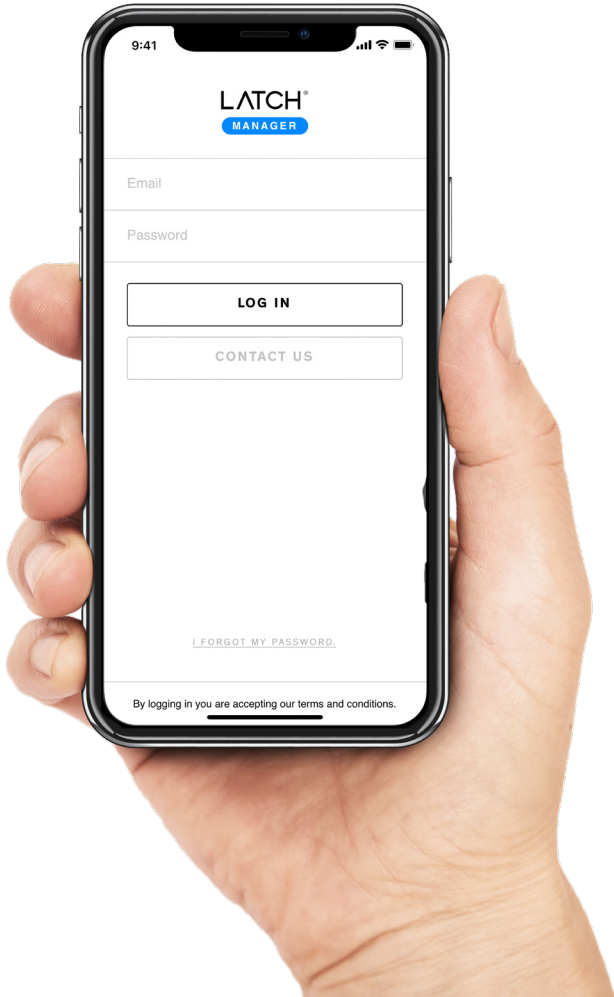 9:41
LATCH®
MANAGER
Email
Password
LOG IN
CONTACT US
I FORGOT MY PASSWORD.
By logging in you are accepting our terms and conditions.